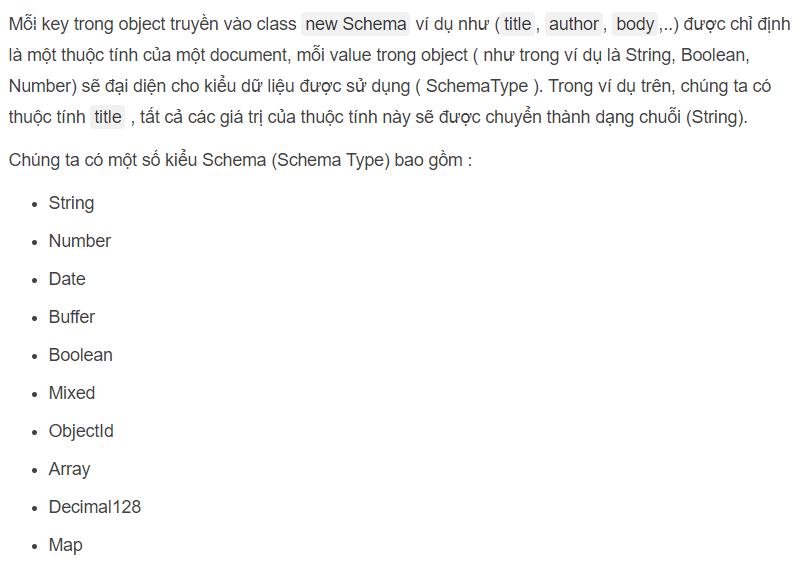 Mỗi key trong object truyền vào class new Schema ví dụ như ( title , author , body ,..) được chỉ định
là một thuộc tính của một document, mỗi value trong object ( như trong ví dụ là String, Boolean,
Number) sẽ đại diện cho kiểu dữ liệu được sử dụng ( SchemaType ). Trong ví dụ trên, chúng ta có
thuộc tính title , tất cả các giá trị của thuộc tính này sẽ được chuyển thành dạng chuỗi (String).
Chúng ta có một số kiểu Schema (Schema Type) bao gồm :
• String
• Number
• Date
• Buffer
• Boolean
• Mixed
• ObjectId
• Array
• Decimal128
• Map